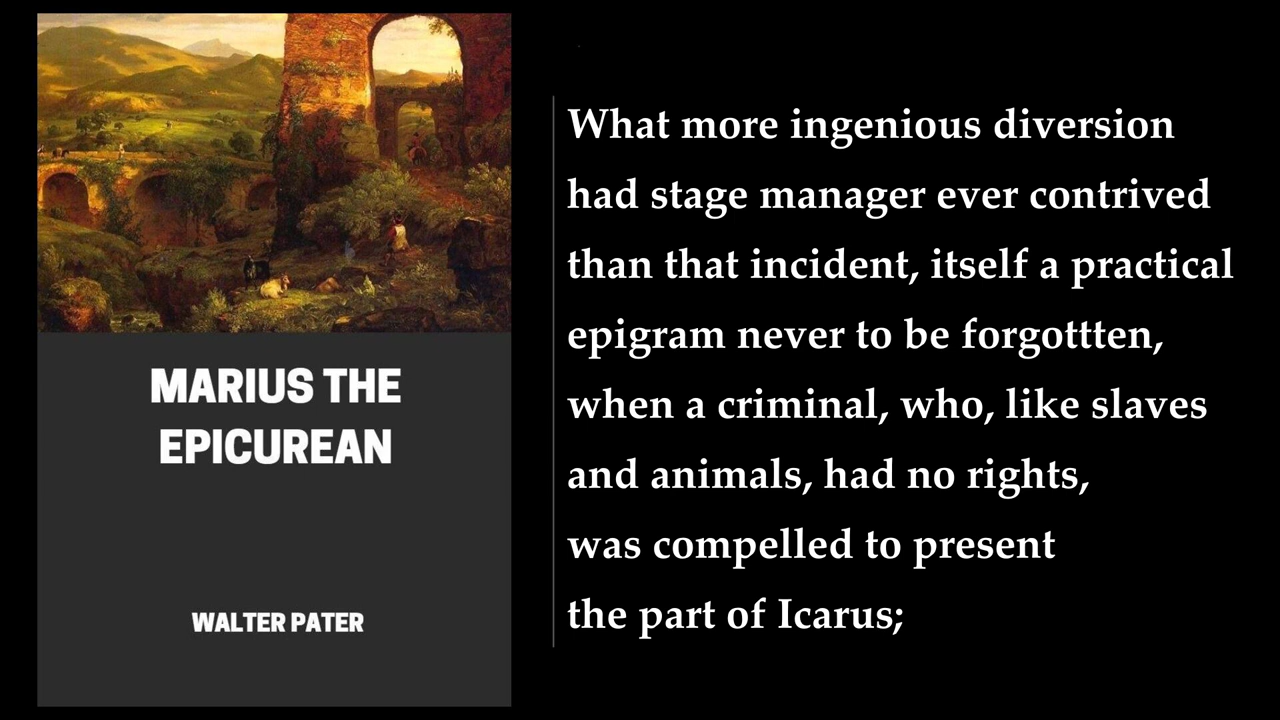 MARIUS THE
EPICUREAN
WALTER PATER
What more ingenious diversion
had stage manager ever contrived
than that incident, itself a practical
epigram never to be forgottten,
when a criminal, who, like slaves
and animals, had no rights,
was compelled to present
the part of Icarus;